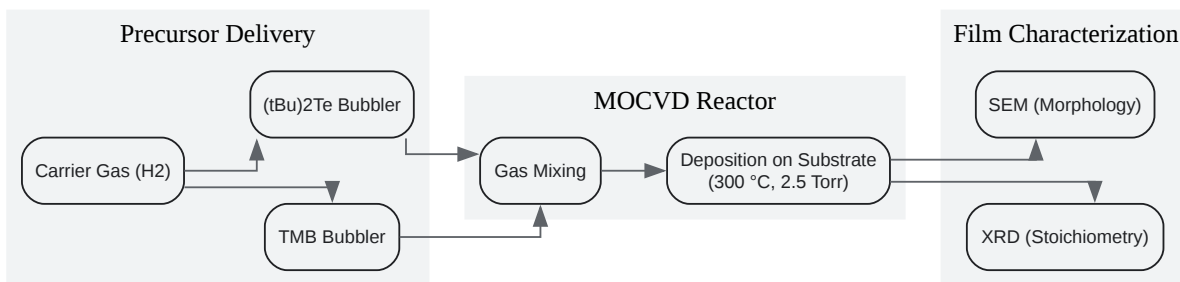 Precursor Delivery
Carrier Gas (H2)
(tBu)2Te Bubbler
TMB Bubbler
MOCVD Reactor
Gas Mixing
Deposition on Substrate
(300 °C, 2.5 Torr)
Film Characterization
SEM (Morphology)
XRD (Stoichiometry)